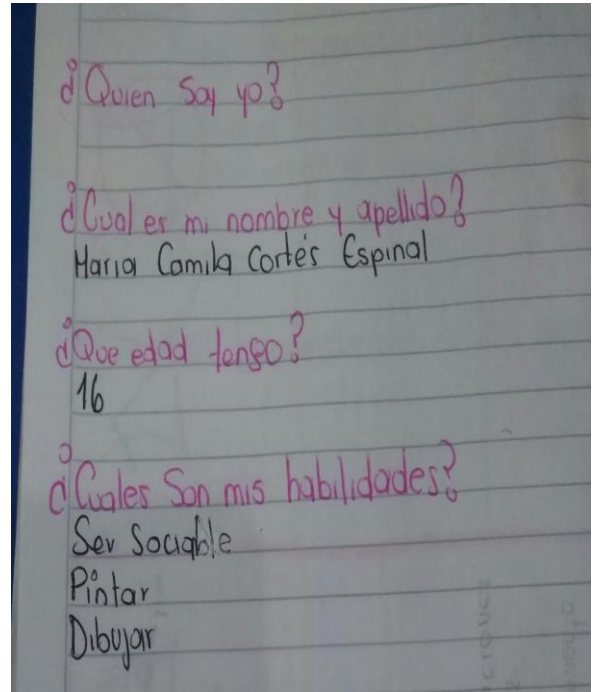 ¿Quien Soy yo?
¿Cual es mi nombre y apellido?
Maria Camila Cortés Espinal
¿Que edad tengo?
16
¿Cuales Son mis habilidades?
Ser Sociable
Pintar
Dibujar